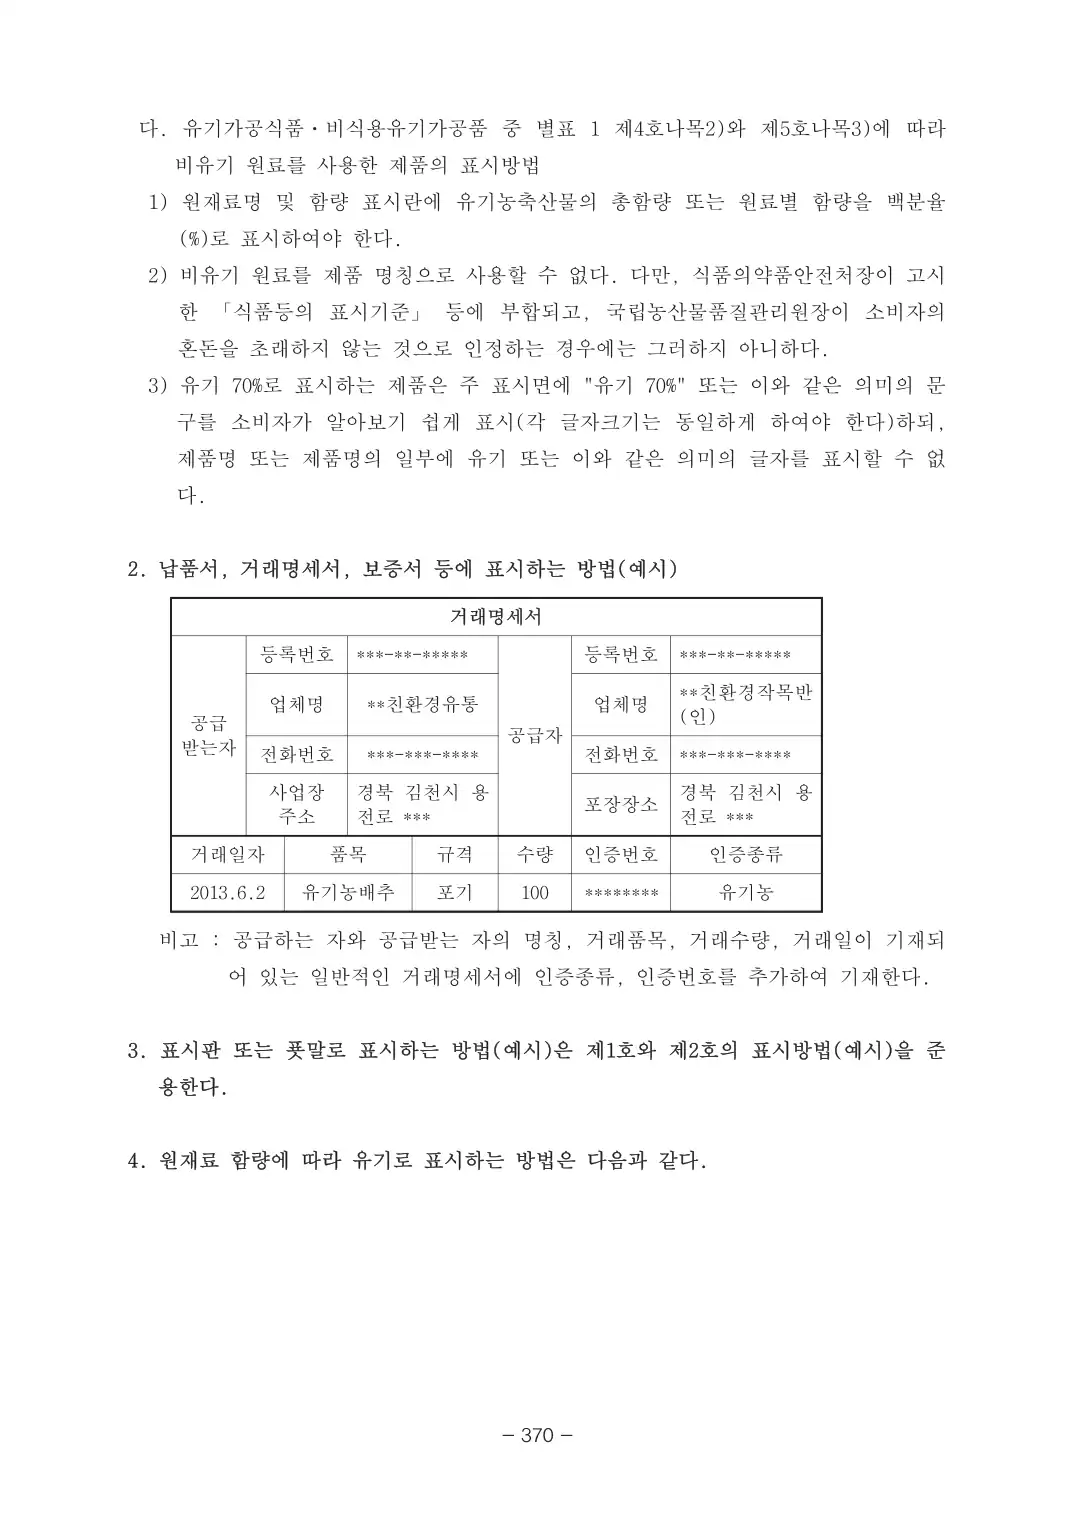 다. 유기가공식품·비식용유기가공품 중 별표 1 제4호나목2)와 제5호나목3)에 따라
비유기 원료를 사용한 제품의 표시방법
1) 원재료명 및 함량 표시란에 유기농축산물의 총함량 또는 원료별 함량을 백분율
(%)로 표시하여야 한다.
2) 비유기 원료를 제품 명칭으로 사용할 수 없다. 다만, 식품의약품안전처장이 고시
한 「식품등의 표시기준」 등에 부합되고, 국립농산물품질관리원장이 소비자의
혼돈을 초래하지 않는 것으로 인정하는 경우에는 그러하지 아니하다.
3) 유기 70%로 표시하는 제품은 주 표시면에 "유기 70%" 또는 이와 같은 의미의 문
구를 소비자가 알아보기 쉽게 표시(각 글자크기는 동일하게 하여야 한다)하되,
제품명 또는 제품명의 일부에 유기 또는 이와 같은 의미의 글자를 표시할 수 없
다.
2. 납품서, 거래명세서, 보증서 등에 표시하는 방법(예시)
거래명세서
공급
받는자
등록번호 ***-**-*****
업체명 **친환경유통
전화번호 ***-***-****
사업장
주소
경북 김천시 용
전로 ***
공급자
등록번호 ***-**-*****
업체명
**친환경작목반
(인)
전화번호 ***-***-****
포장장소
경북 김천시 용
전로 ***
거래일자 품목 규격 수량 인증번호 인증종류
2013.6.2 유기농배추 포기 100 ******** 유기농
비고 : 공급하는 자와 공급받는 자의 명칭, 거래품목, 거래수량, 거래일이 기재되
어 있는 일반적인 거래명세서에 인증종류, 인증번호를 추가하여 기재한다.
3. 표시판 또는 푯말로 표시하는 방법(예시)은 제1호와 제2호의 표시방법(예시)을 준
용한다.
4. 원재료 함량에 따라 유기로 표시하는 방법은 다음과 같다.
- 370 -